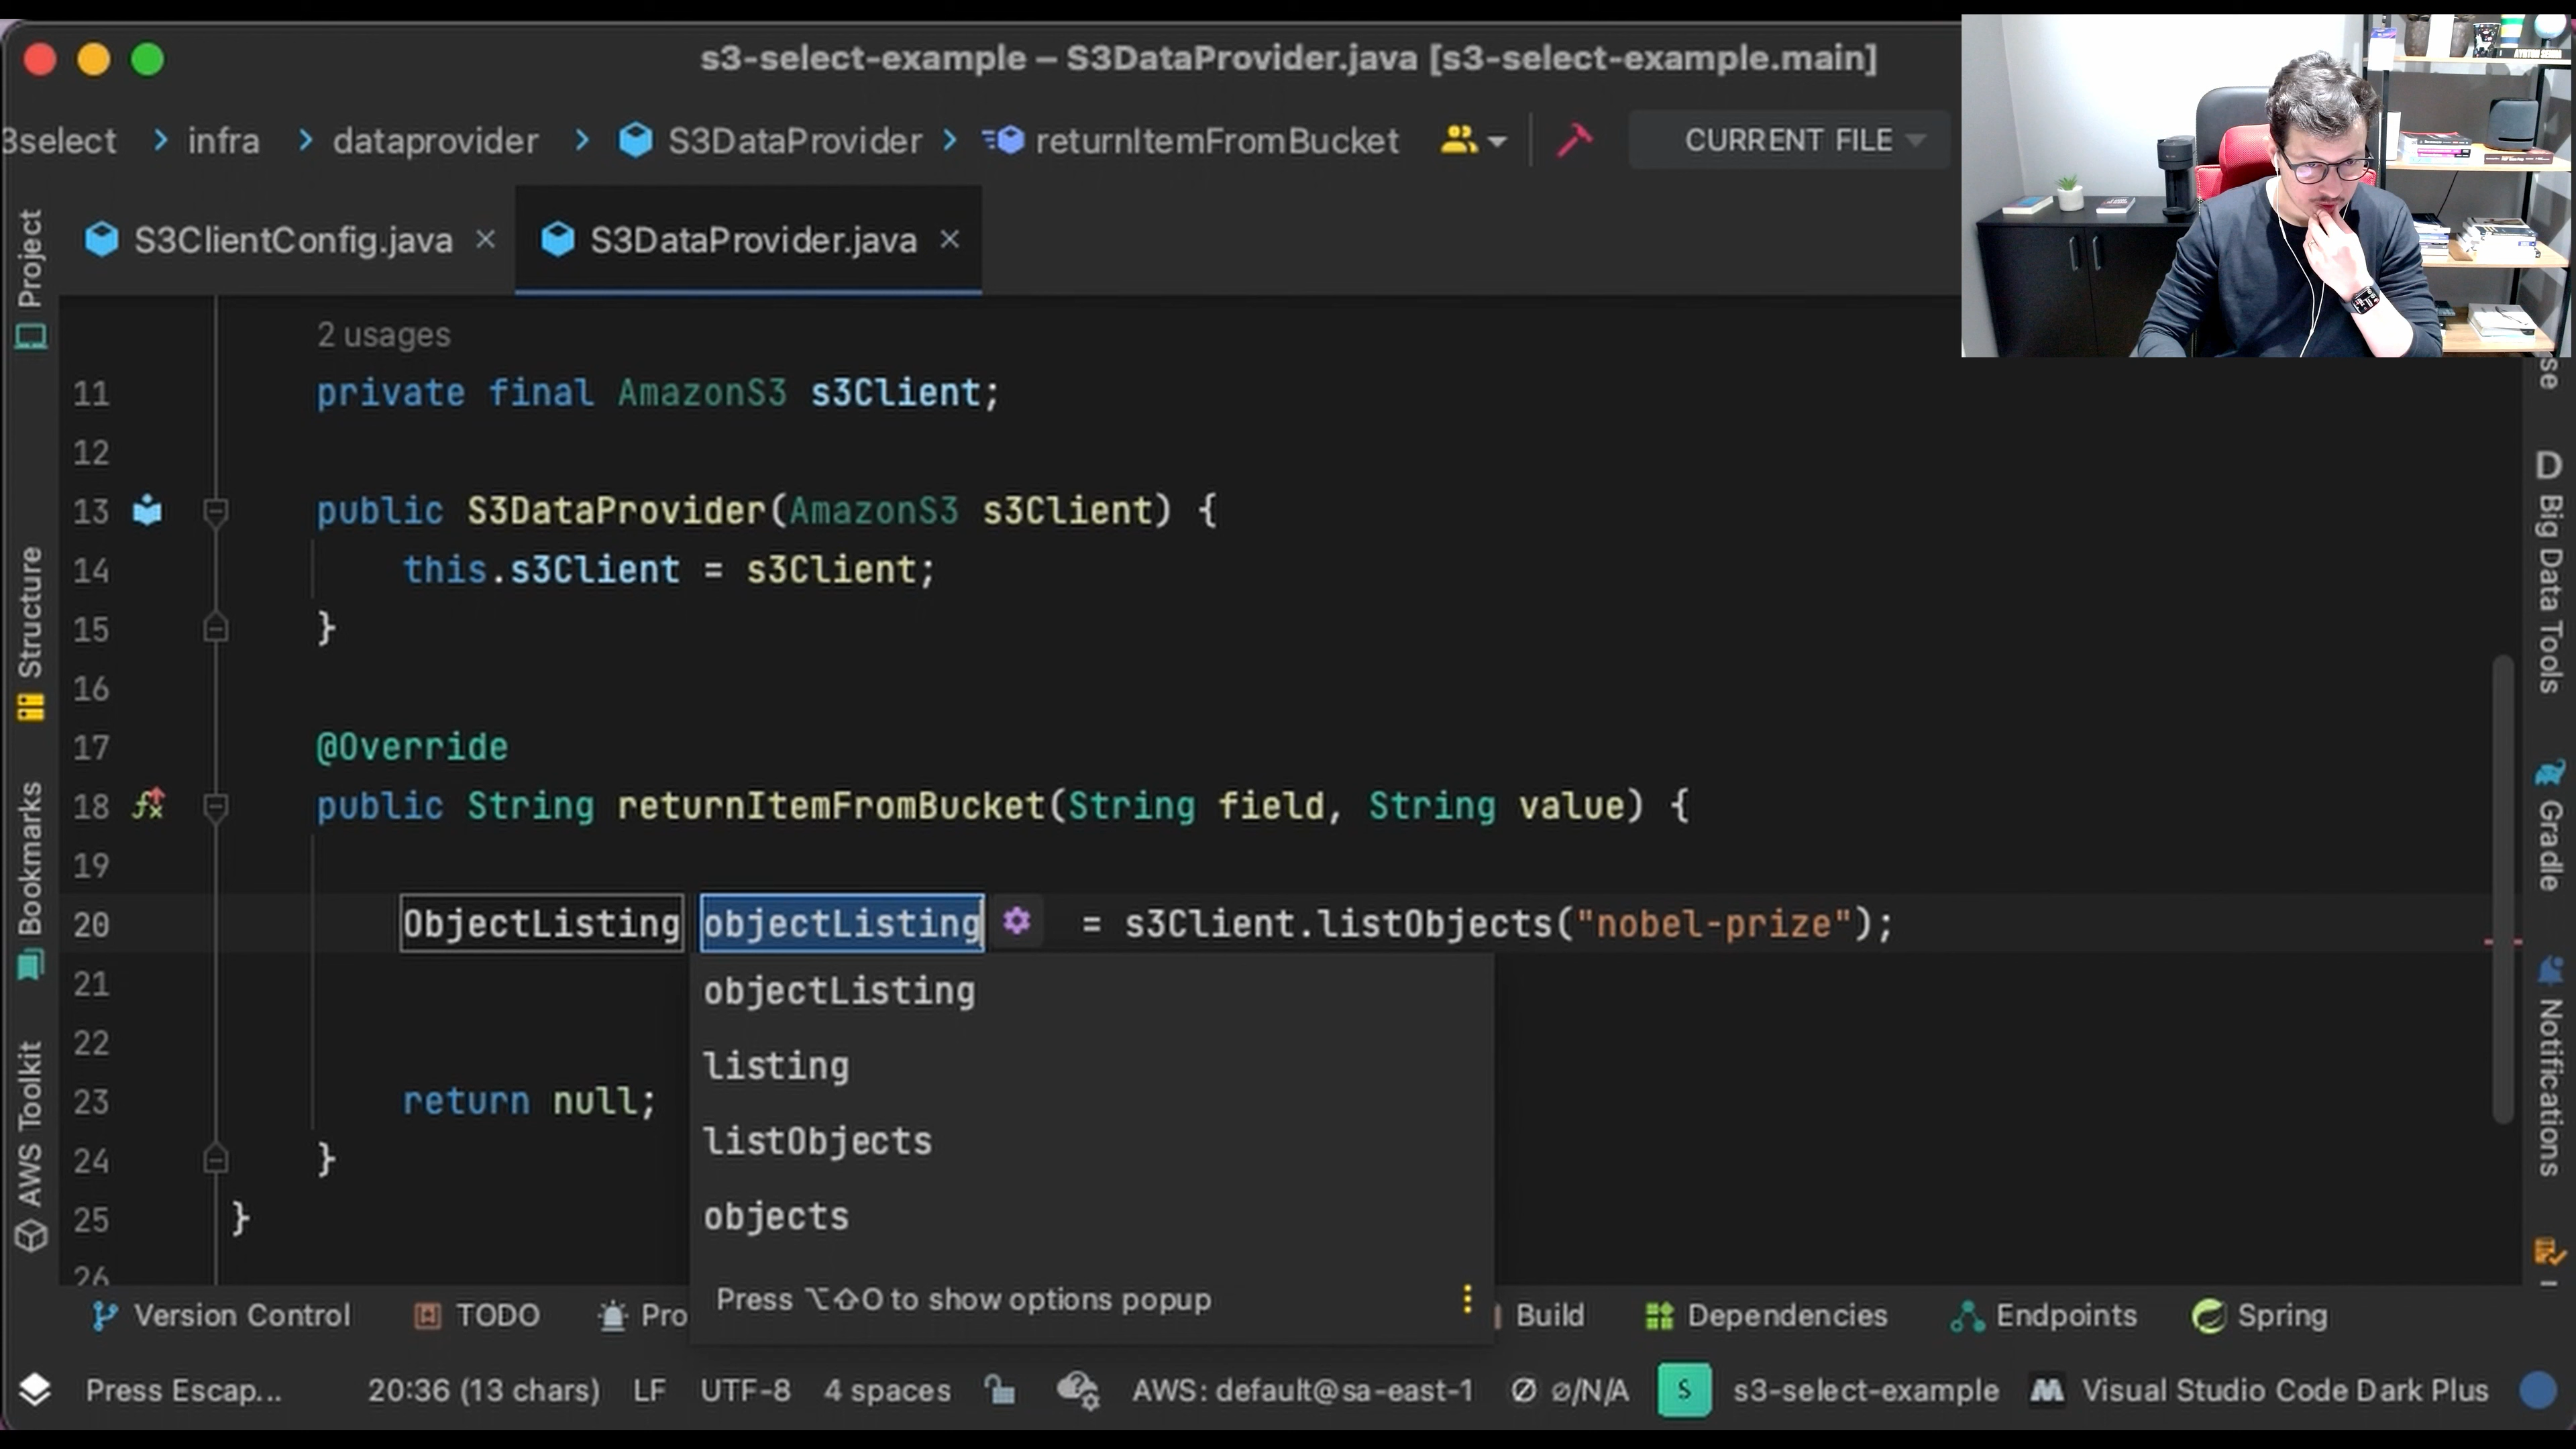 s3-select-example – S3DataProvider.java [s3-select-example.main]
3select infra dataprovider S3DataProvider returnItemFromBucket CURRENT FILE
S3ClientConfig.java S3DataProvider.java
Project
Structure
Bookmarks
AWS Toolkit
2 usages
11 private final AmazonS3 s3Client;
12
13 public S3DataProvider(AmazonS3 s3Client) {
14 this.s3Client = s3Client;
15 }
16
17 @Override
18 public String returnItemFromBucket(String field, String value) {
19
20 ObjectListing objectListing = s3Client.listObjects("nobel-prize");
21
22
23 return null;
24 }
25 }
26
objectListing
listing
listObjects
objects
Press ⌥⇧O to show options popup
se
D
Big Data Tools
Gradle
Notifications
Version Control TODO Pro Build Dependencies Endpoints Spring
Press Escap... 20:36 (13 chars) LF UTF-8 4 spaces AWS: default@sa-east-1 ∅/N/A S s3-select-example Visual Studio Code Dark Plus